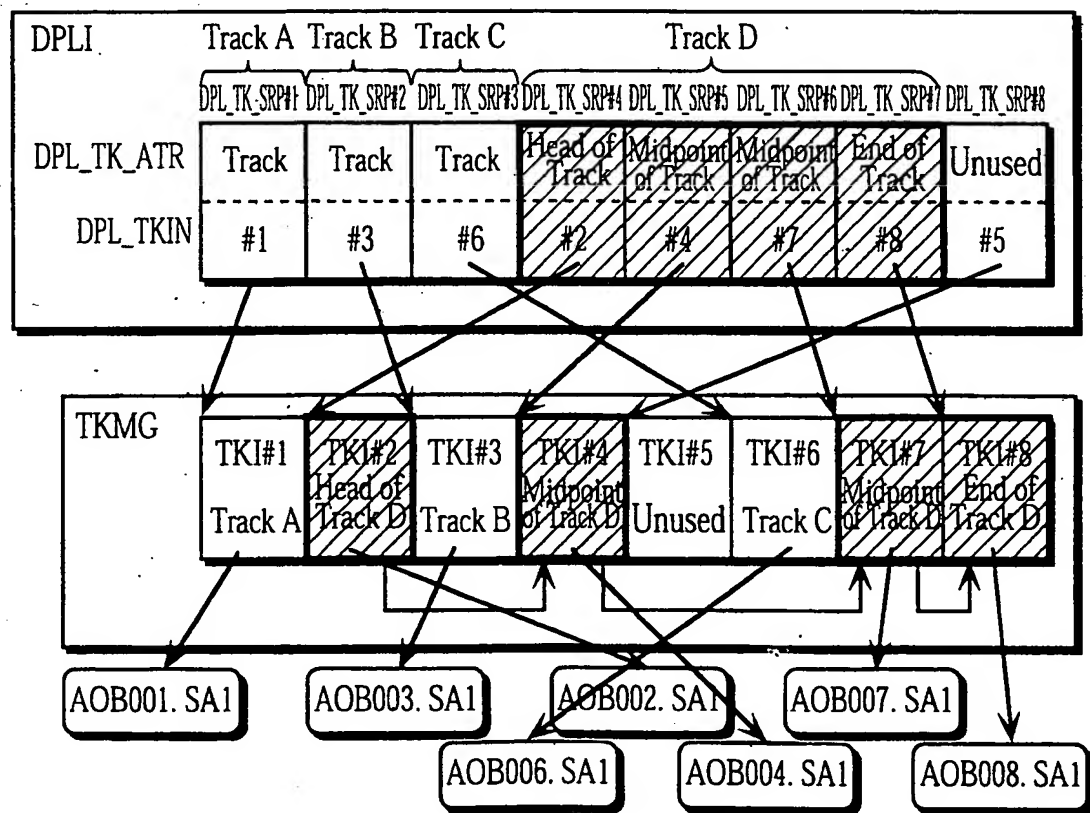 DPLI
Track A Track B Track C Track D
DPL_TK-SRP#1 DPL_TK_SRP#2 DPL_TK_SRP#3 DPL_TK_SRP#4 DPL_TK_SRP#5 DPL_TK_SRP#6 DPL_TK_SRP#7 DPL_TK_SRP#8
DPL_TK_ATR
Track
Track
Track
Head of
Track
Midpoint
of Track
Midpoint
of Track
End of
Track
Unused
DPL_TKIN
#1 #3 #6 #2 #4 #7 #8 #5
TKMG
TKI#1
Track A
TKI#2
Head of
Track D
TKI#3
Track B
TKI#4
Midpoint
of Track D
TKI#5
Unused
TKI#6
Track C
TKI#7
Midpoint
of Track D
TKI#8
End of
Track D
AOB001. SA1 AOB003. SA1 AOB002. SA1 AOB007. SA1
AOB006. SA1 AOB004. SA1 AOB008. SA1